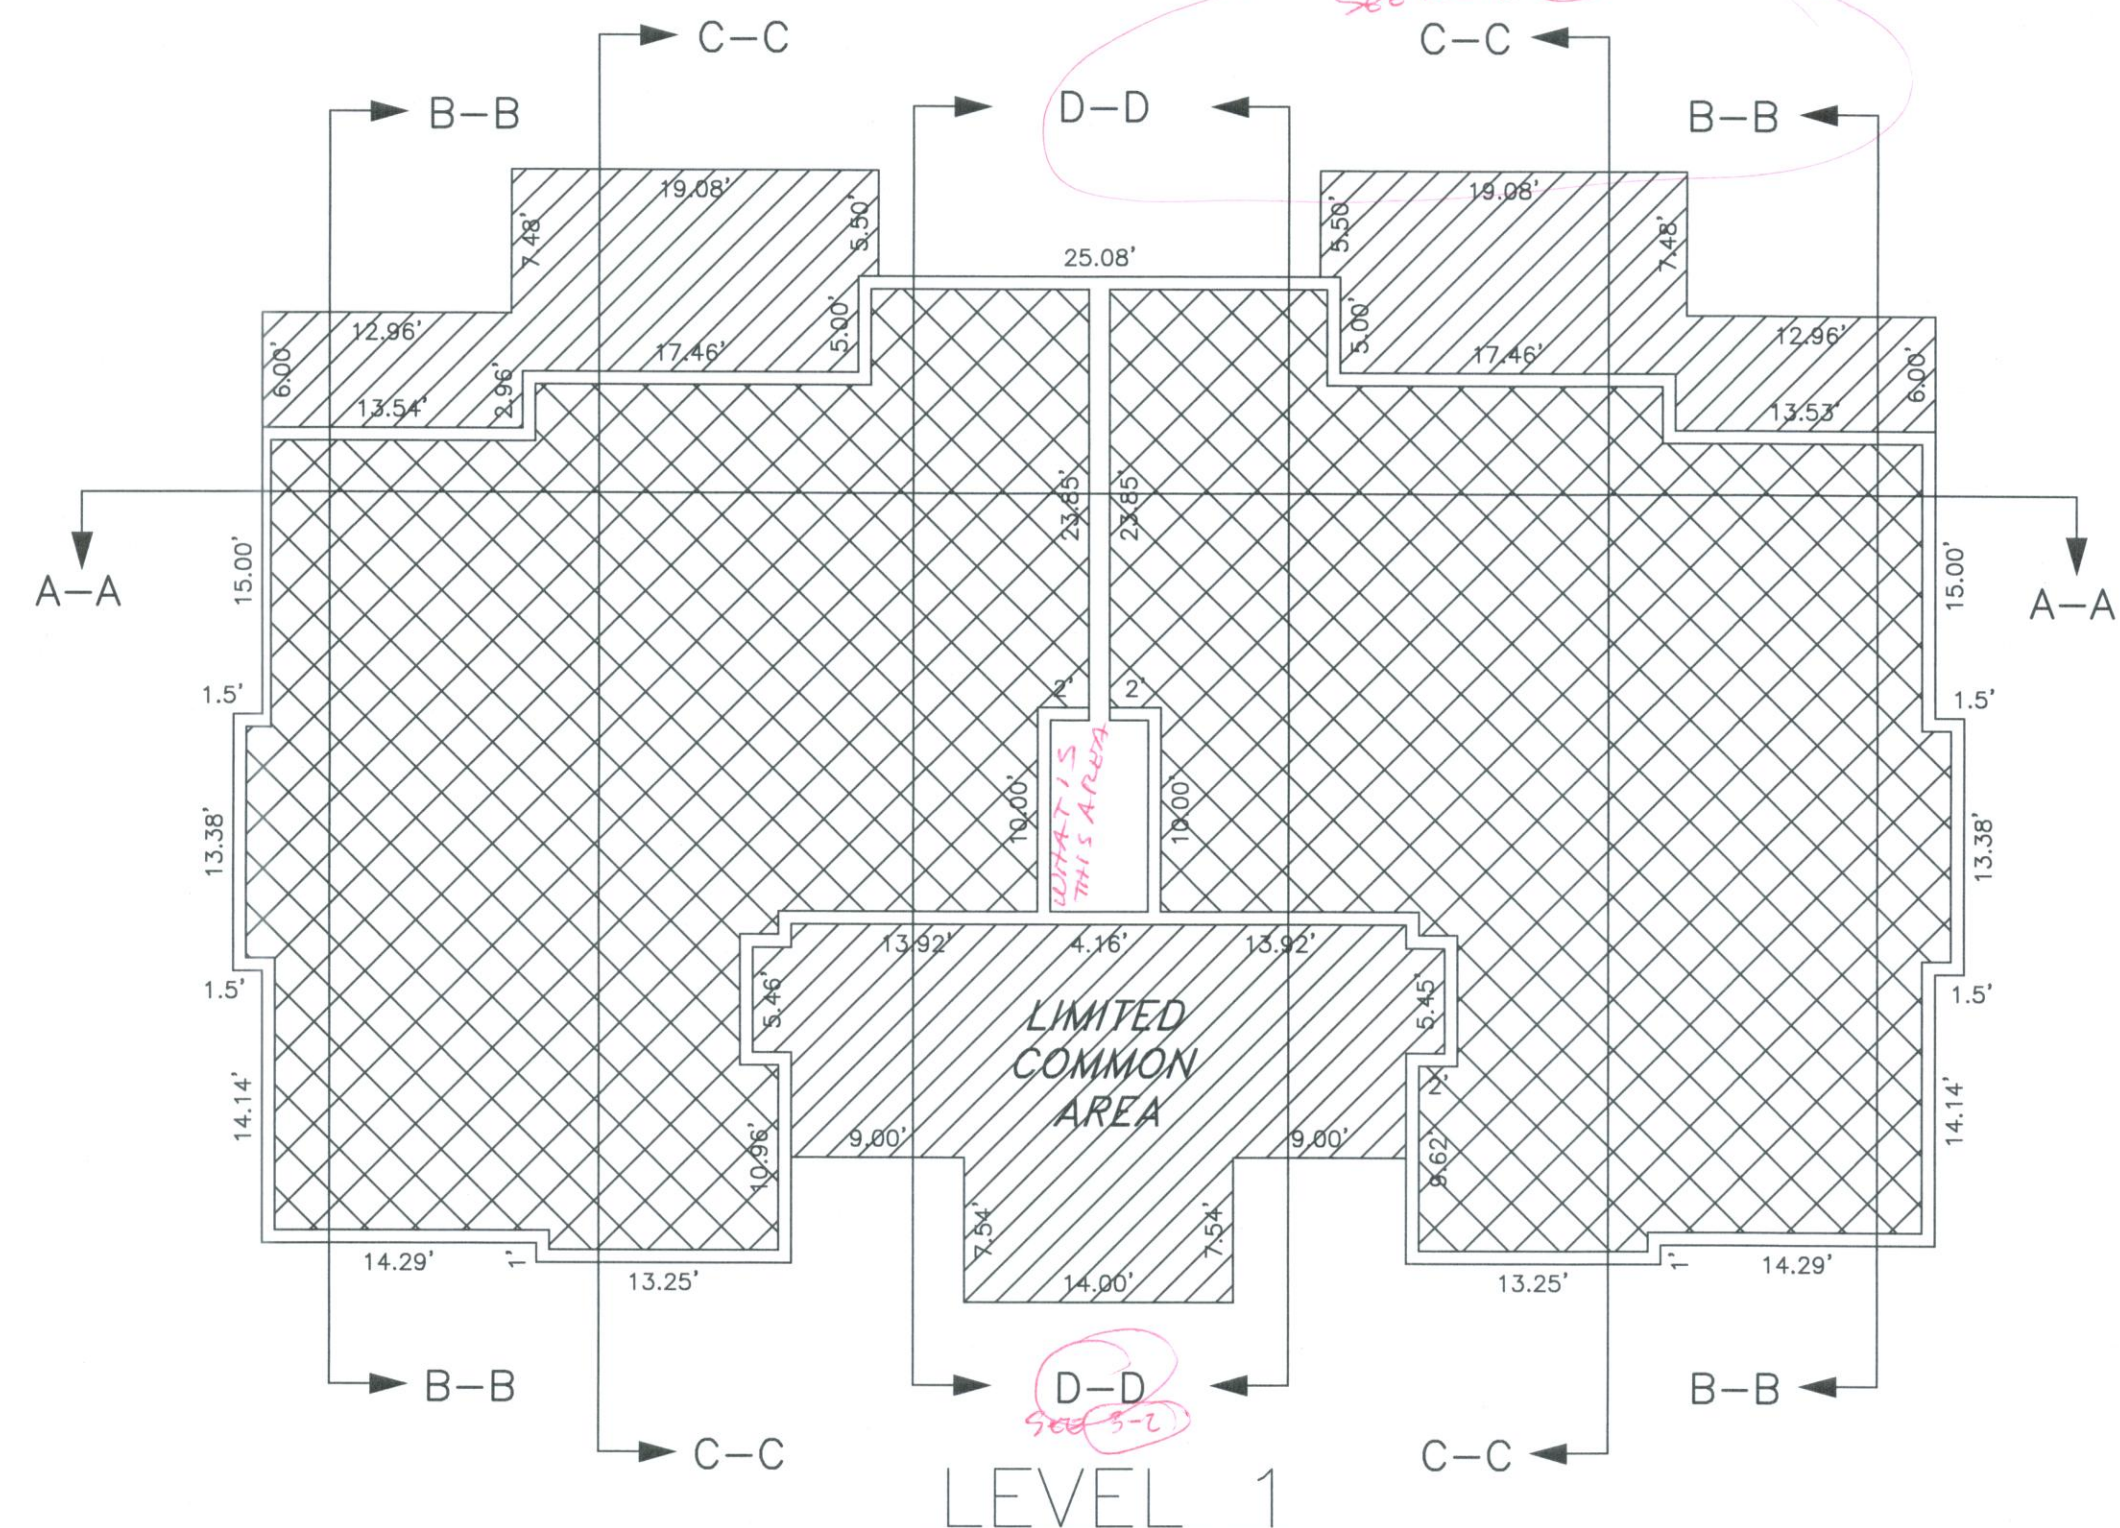 SEE
C-C
C-C
D-D
B-B
B-B
19.08'
19.08'
7.48'
5.50'
5.50'
7.48'
25.08'
12.96'
5.00'
5.00'
12.96'
6.00'
17.46'
17.46'
6.00'
2.96'
13.54'
13.53'
23.85'
23.85'
15.00'
15.00'
A-A
A-A
2'
2'
1.5'
1.5'
WHAT IS
THIS AREA
10.00'
10.00'
13.38'
13.38'
13.92'
4.16'
13.92'
1.5'
1.5'
5.46'
5.45'
LIMITED
COMMON
AREA
2'
14.14'
14.14'
9.00'
9.00'
10.96'
9.62'
7.54'
7.54'
14.29'
1'
13.25'
14.00'
13.25'
1'
14.29'
B-B
D-D
B-B
SEE S-2
C-C
C-C
LEVEL 1